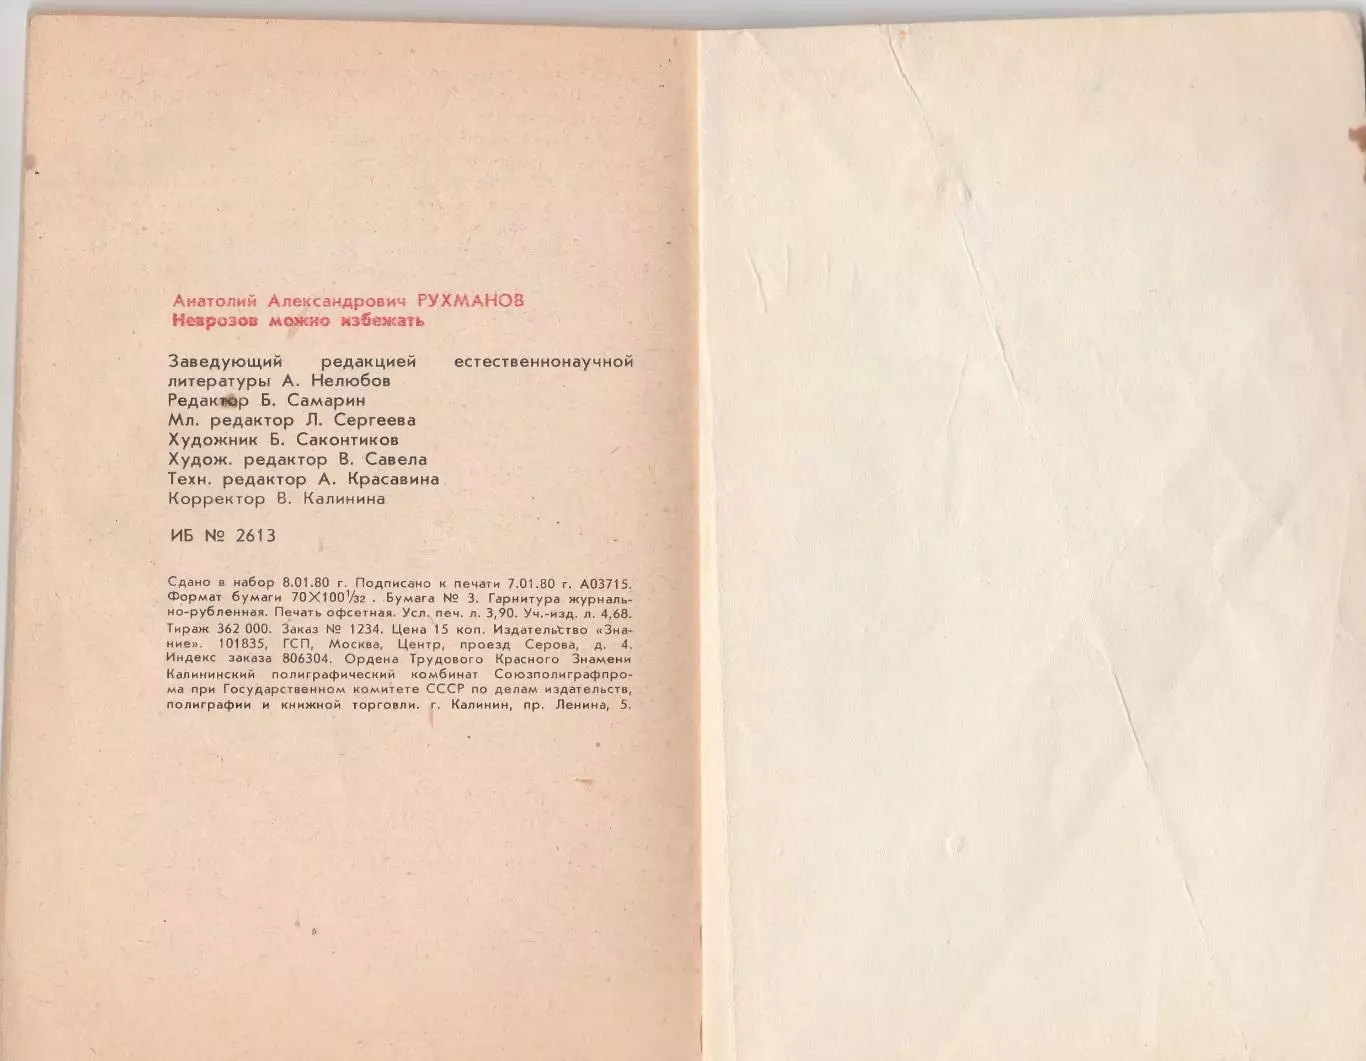 Анатолий Александрович РУХМАНОВ
Неврозов можно избежать
Заведующий редакцией естественнонаучной
литературы А. Нелюбов
Редактор Б. Самарин
Мл. редактор Л. Сергеева
Художник Б. Саконтиков
Худож. редактор В. Савела
Техн. редактор А. Красавина
Корректор В. Калинина
ИБ № 2613
Сдано в набор 8.01.80 г. Подписано к печати 7.01.80 г. А03715.
Формат бумаги 70X100¹/₃₂ . Бумага № 3. Гарнитура журналь-
но-рубленная. Печать офсетная. Усл. печ. л. 3,90. Уч.-изд. л. 4,68.
Тираж 362 000. Заказ № 1234. Цена 15 коп. Издательство «Зна-
ние». 101835, ГСП, Москва, Центр, проезд Серова, д. 4.
Индекс заказа 806304. Ордена Трудового Красного Знамени
Калининский полиграфический комбинат Союзполиграфпро-
ма при Государственном комитете СССР по делам издательств,
полиграфии и книжной торговли. г. Калинин, пр. Ленина, 5.